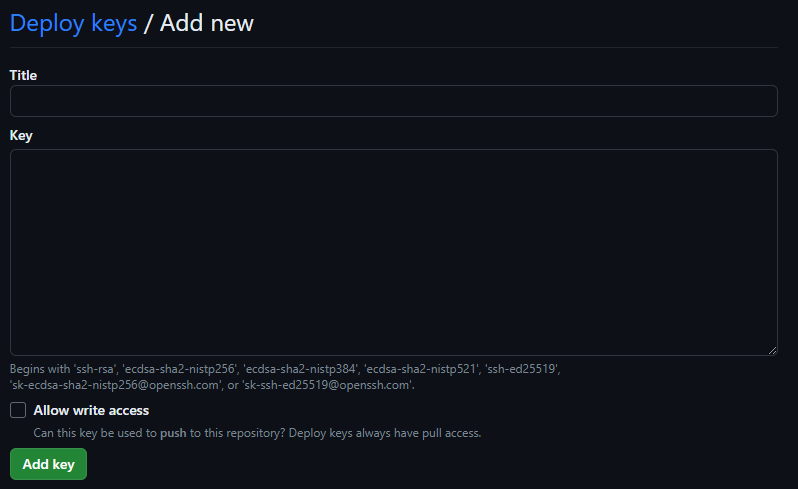 Deploy keys / Add new
Title
Key
Begins with 'ssh-rsa', 'ecdsa-sha2-nistp256', 'ecdsa-sha2-nistp384', 'ecdsa-sha2-nistp521', 'ssh-ed25519',
'sk-ecdsa-sha2-nistp256@openssh.com', or 'sk-ssh-ed25519@openssh.com'.
Allow write access
Can this key be used to push to this repository? Deploy keys always have pull access.
Add key